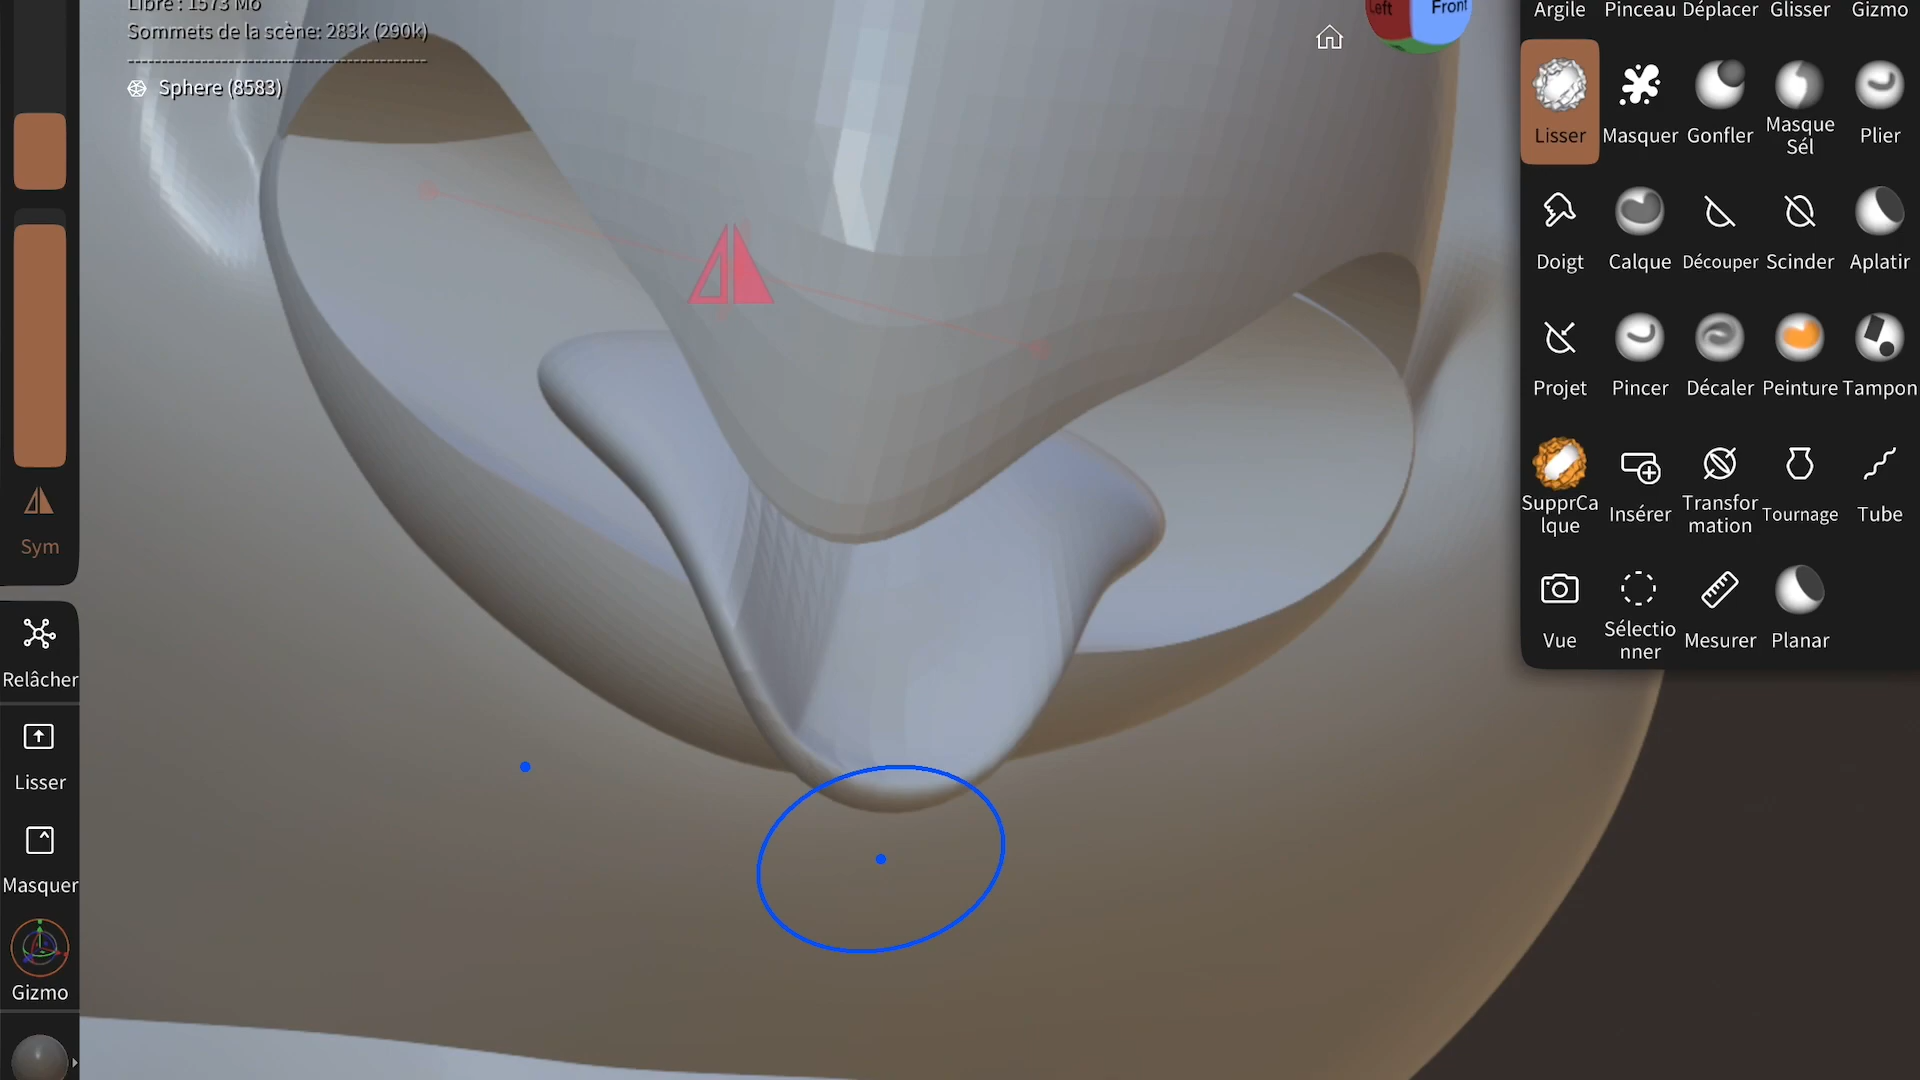 Libre : 1573 Mo
Sommets de la scène: 283k (290k)
Sphere (8583)
Left
Front
Argile
Pinceau
Déplacer
Glisser
Gizmo
Lisser
Masquer
Gonfler
Masque
Sél
Plier
Doigt
Calque
Découper
Scinder
Aplatir
Projet
Pincer
Décaler
Peinture
Tampon
SupprCa
lque
Insérer
Transfor
mation
Tournage
Tube
Vue
Sélectio
nner
Mesurer
Planar
Sym
Relâcher
Lisser
Masquer
Gizmo